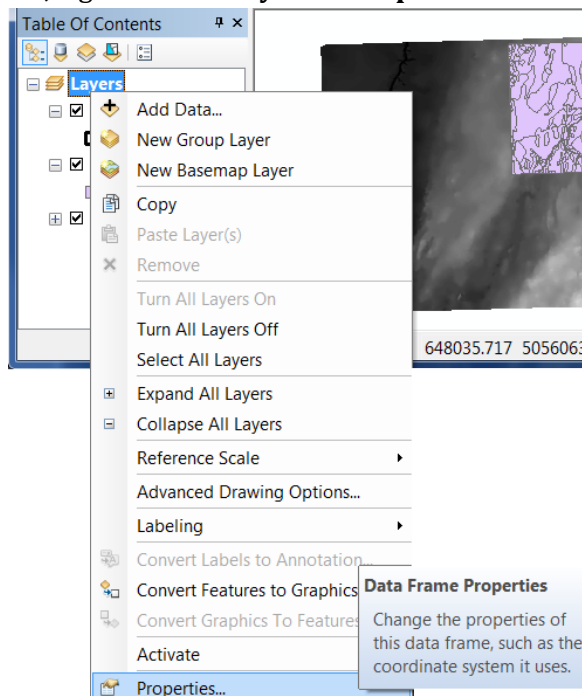 Table Of Contents
Layers
Add Data...
New Group Layer
New Basemap Layer
Copy
Paste Layer(s)
Remove
Turn All Layers On
Turn All Layers Off
Select All Layers
648035.717 5056063
Expand All Layers
Collapse All Layers
Reference Scale
Advanced Drawing Options...
Labeling
Convert Labels to Annotation...
Convert Features to Graphics
Convert Graphics To Features
Activate
Properties...
Data Frame Properties
Change the properties of
this data frame, such as the
coordinate system it uses.